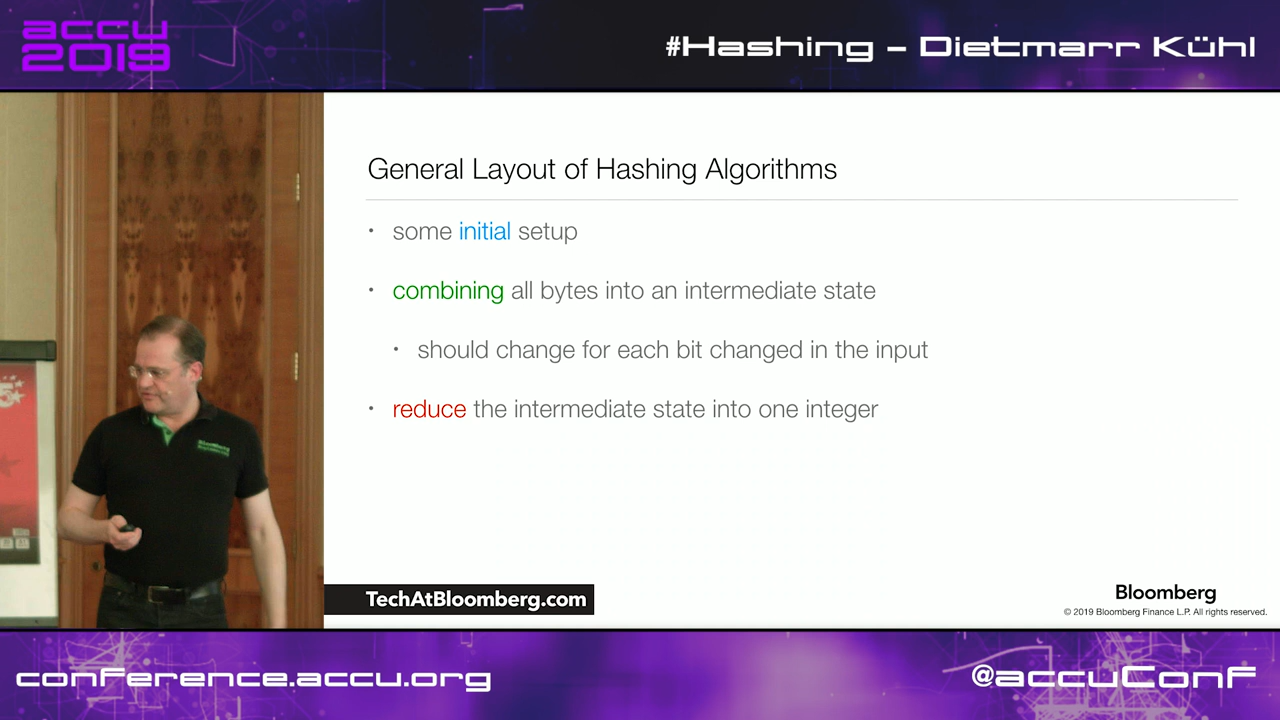 accu
2019
#Hashing – Dietmarr Kühl
General Layout of Hashing Algorithms
• some initial setup
• combining all bytes into an intermediate state
• should change for each bit changed in the input
• reduce the intermediate state into one integer
Bloomberg
5
TechAtBloomberg.com
Bloomberg
© 2019 Bloomberg Finance L.P. All rights reserved.
conference.accu.org
@accuConf